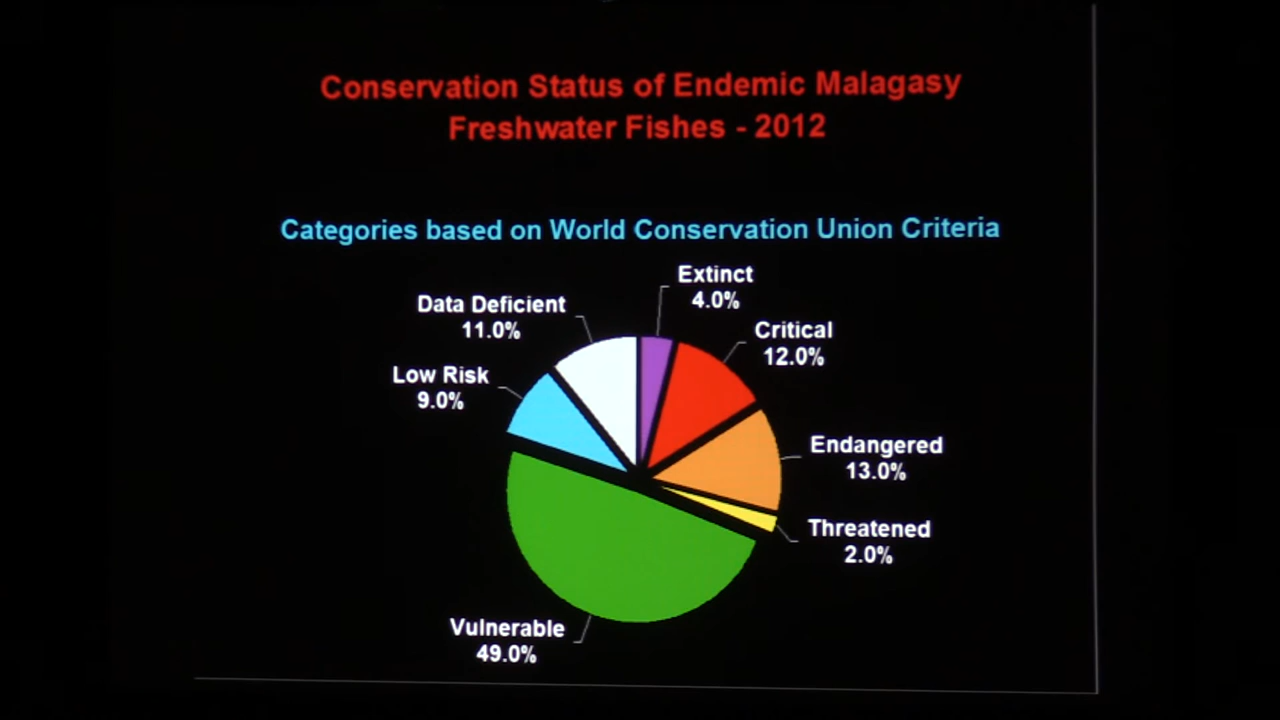 Conservation Status of Endemic Malagasy
Freshwater Fishes - 2012
Categories based on World Conservation Union Criteria
Extinct
4.0%
Data Deficient
11.0%
Critical
12.0%
Low Risk
9.0%
Endangered
13.0%
Threatened
2.0%
Vulnerable
49.0%